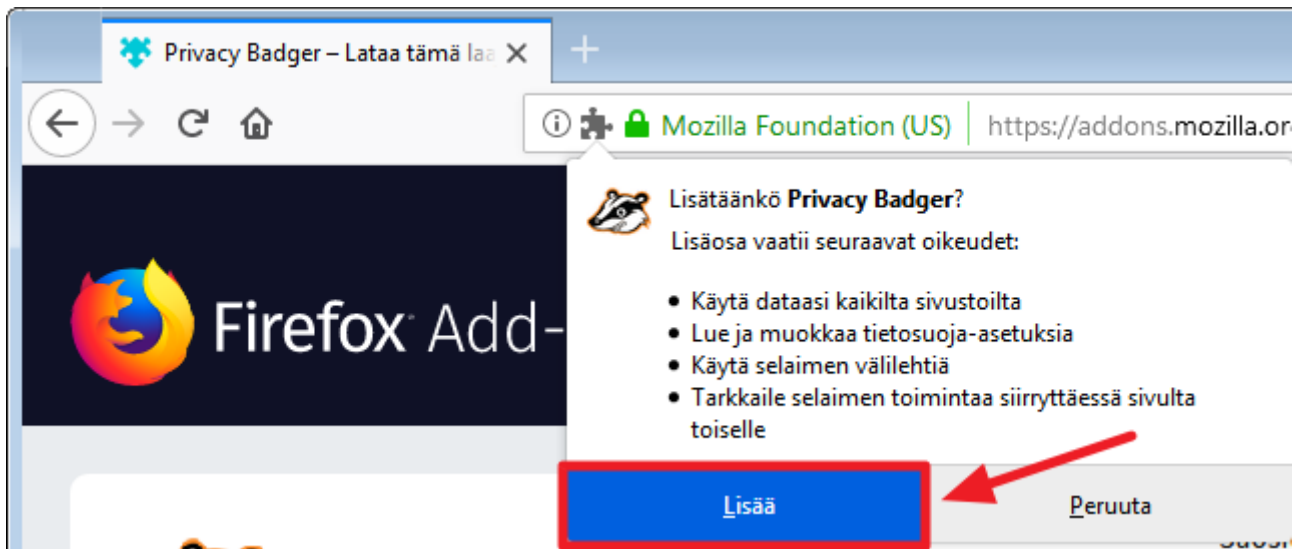 Privacy Badger – Lataa tämä laa
Mozilla Foundation (US) https://addons.mozilla.or
Lisätäänkö Privacy Badger?
Lisäosa vaatii seuraavat oikeudet:
Firefox Add-
• Käytä dataasi kaikilta sivustoilta
• Lue ja muokkaa tietosuoja-asetuksia
• Käytä selaimen välilehtiä
• Tarkkaile selaimen toimintaa siirryttäessä sivulta
toiselle
Lisää Peruuta